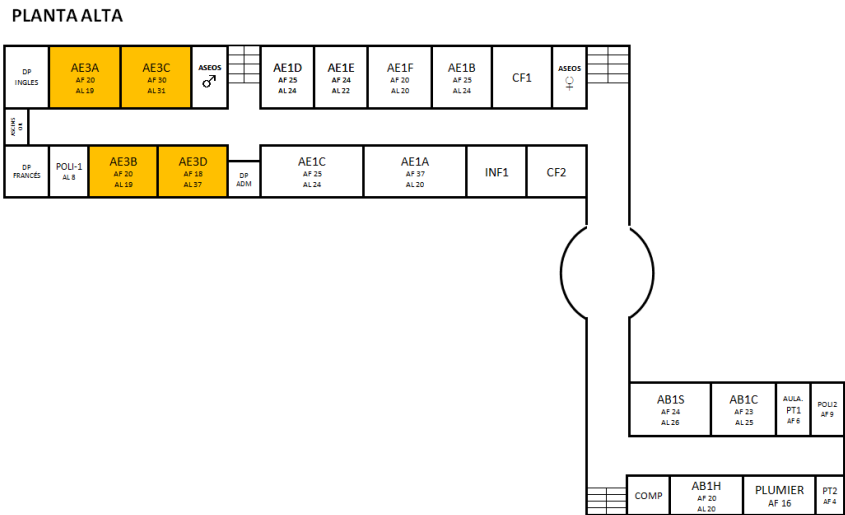 PLANTA ALTA
DP
INGLES
AE3A
AF 20
AL 19
AE3C
AF 30
AL 31
ASEOS
♂
AE1D
AF 25
AL 24
AE1E
AF 24
AL 22
AE1F
AF 20
AL 20
AE1B
AF 25
AL 24
CF1
ASEOS
♀
ASCENS
OR
DP
FRANCÉS
POLI-1
AL 8
AE3B
AF 20
AL 19
AE3D
AF 18
AL 37
DP
ADM
AE1C
AF 25
AL 24
AE1A
AF 37
AL 20
INF1
CF2
AB1S
AF 24
AL 26
AB1C
AF 23
AL 25
AULA.
PT1
AF 6
POLI2
AF 9
COMP
AB1H
AF 20
AL 20
PLUMIER
AF 16
PT2
AF 4